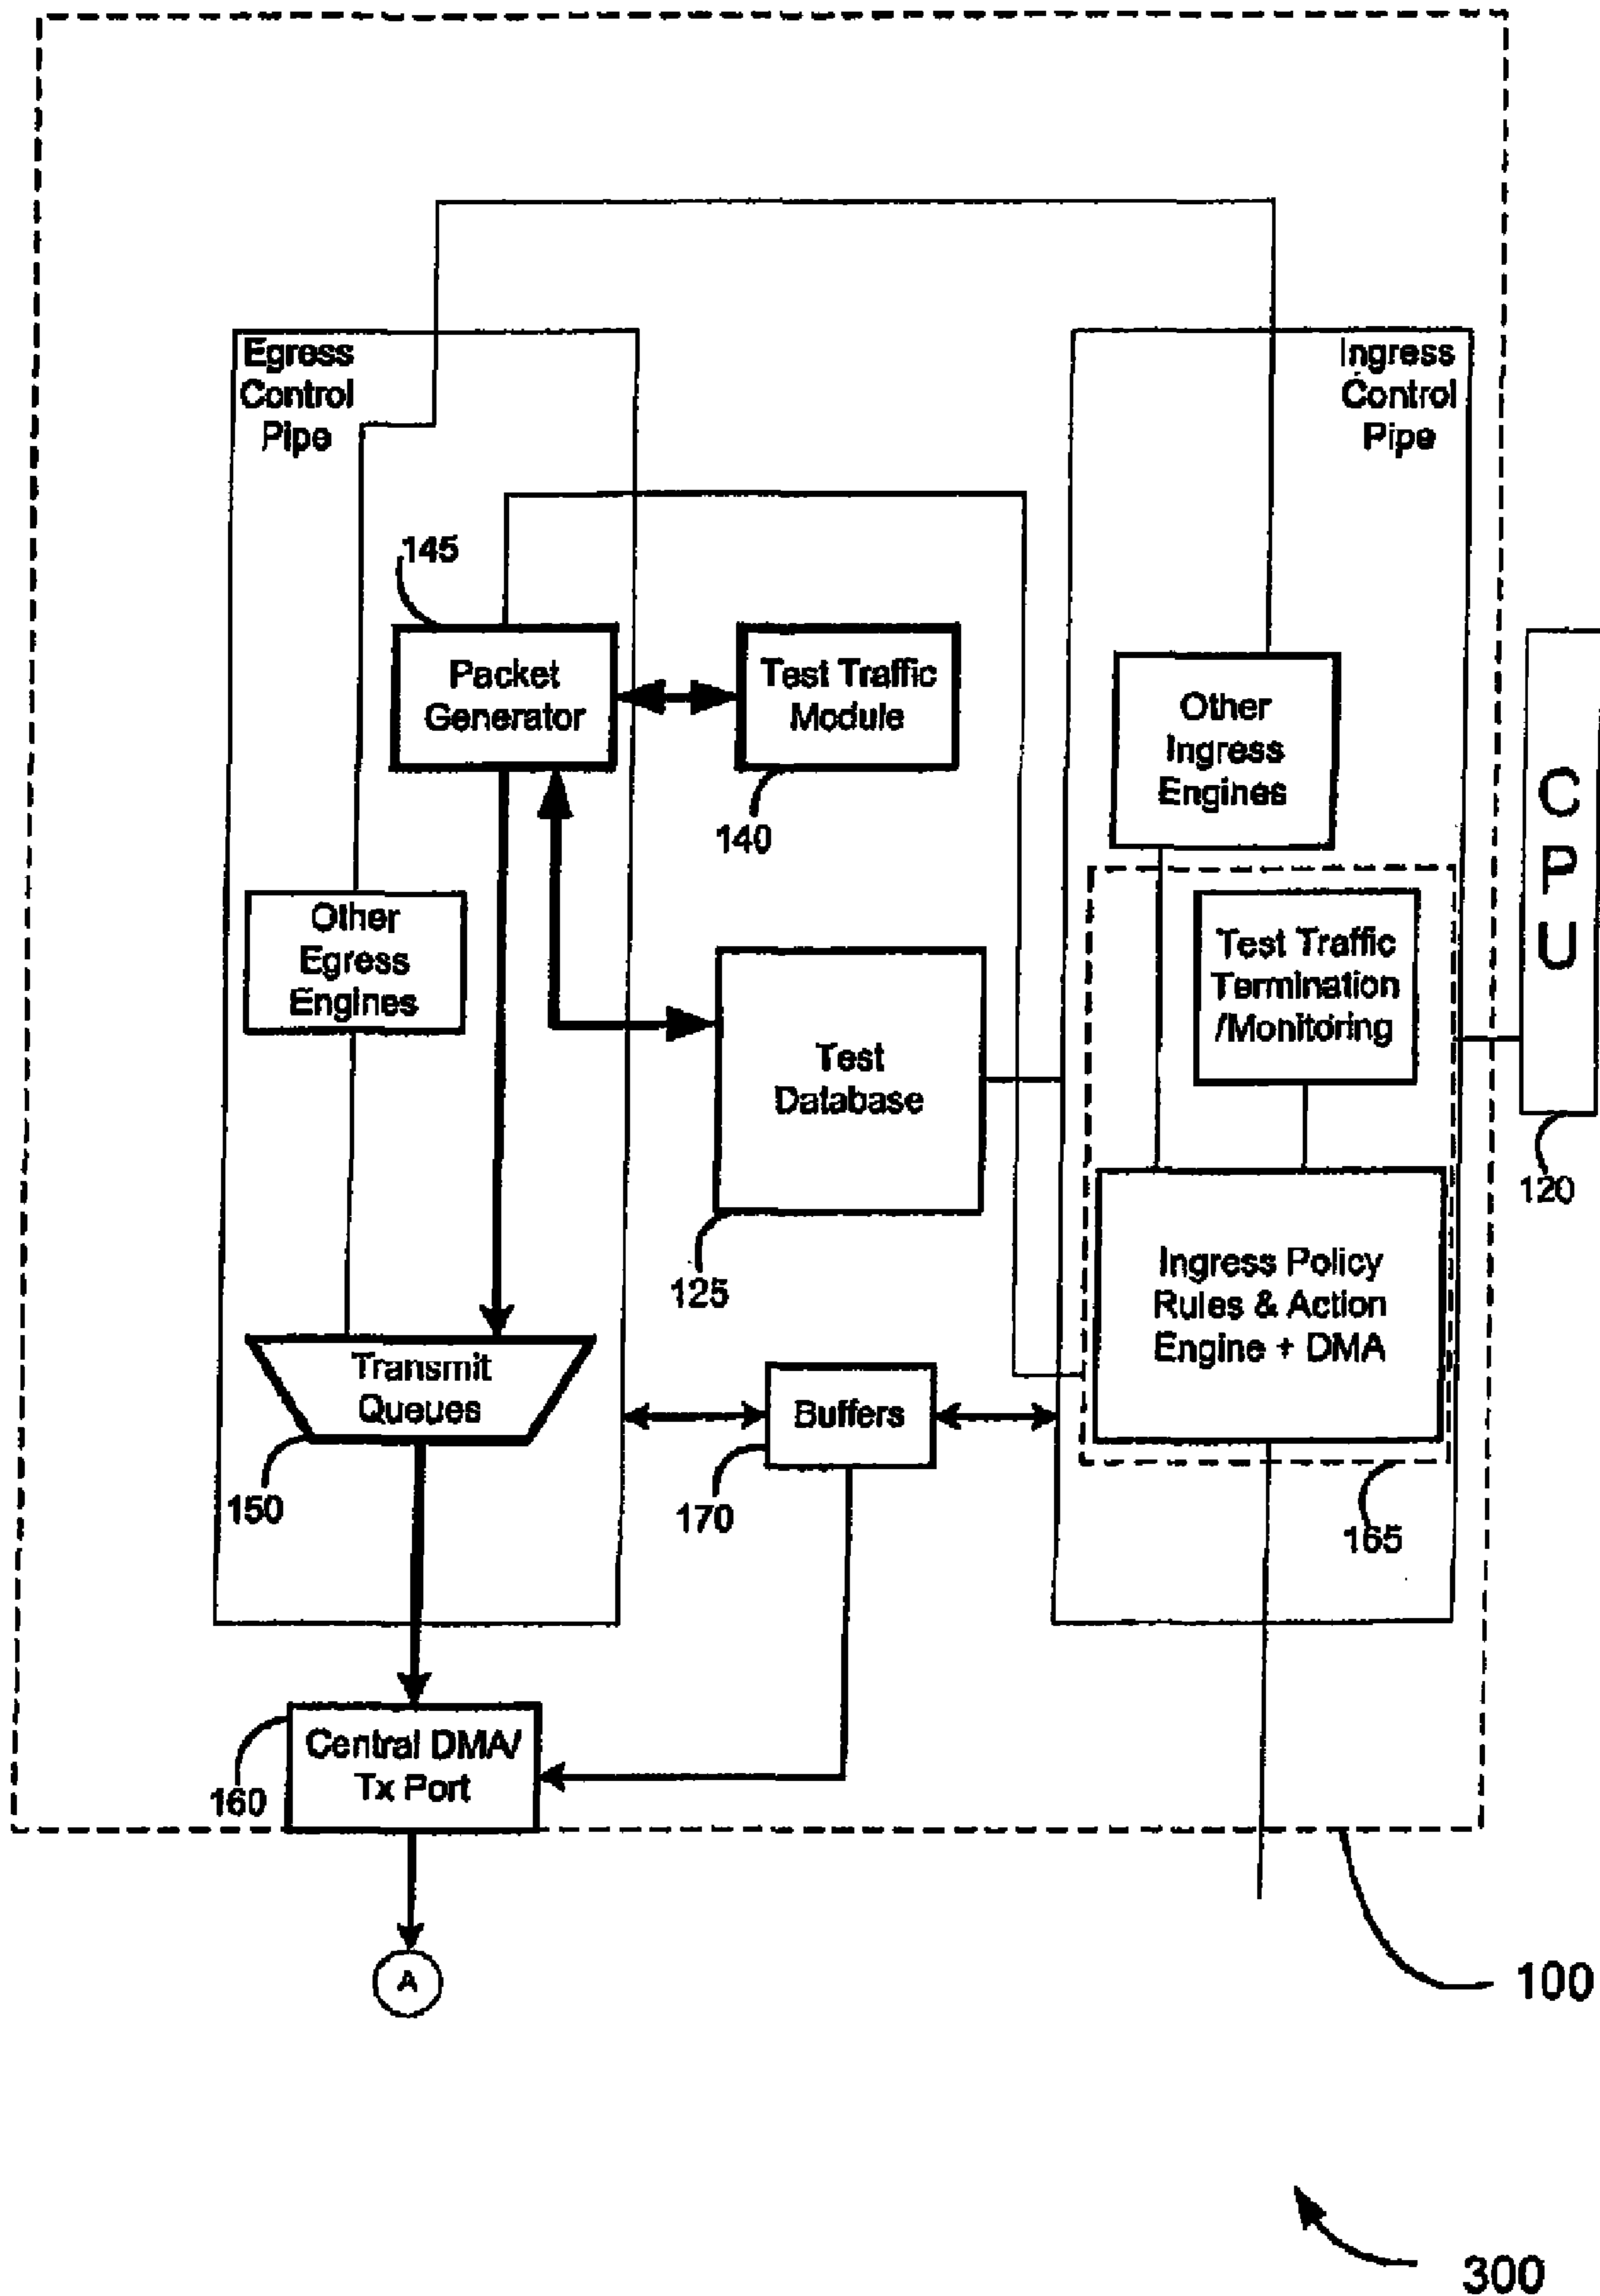 Egress
Control
Pipe
Ingress
Control
Pipe
145
Packet
Generator
Test Traffic
Module
140
Other
Ingress
Engines
C
P
U
120
Other
Egress
Engines
Test Traffic
Termination
/Monitoring
Test
Database
125
Ingress Policy
Rules & Action
Engine + DMA
165
Transmit
Queues
150
Buffers
170
Central DMA/
Tx Port
160
A
100
300